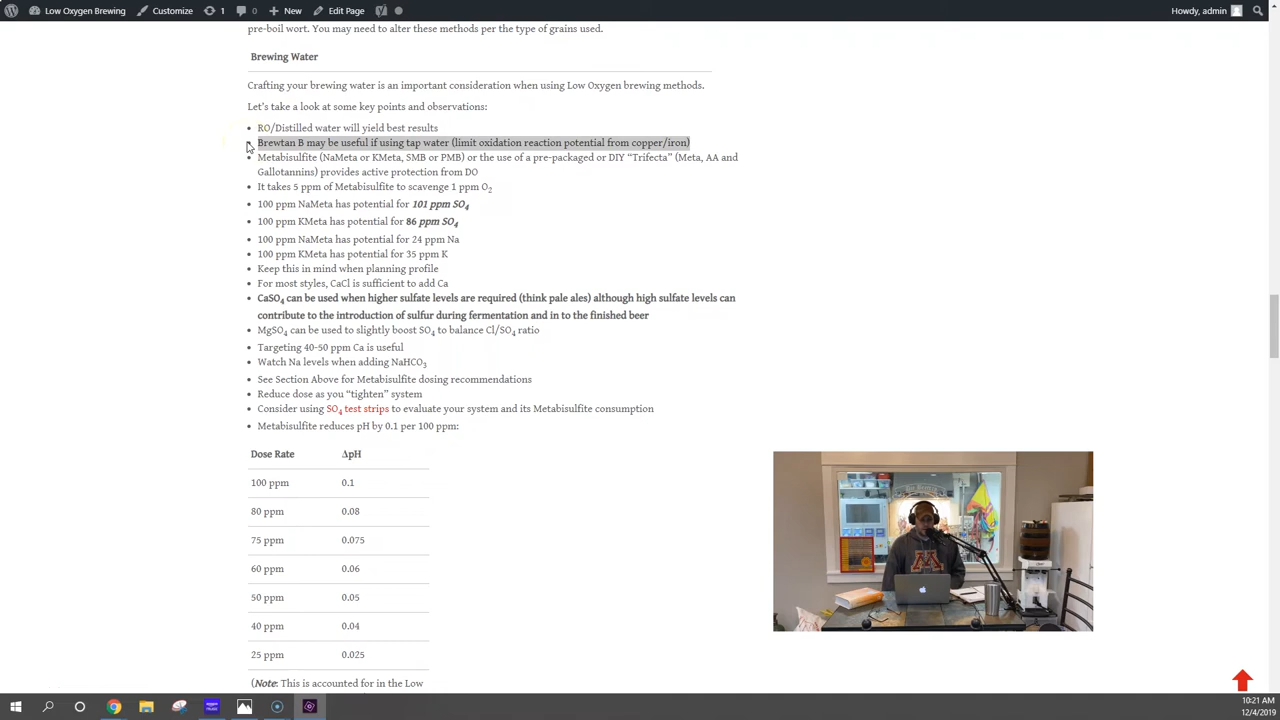 Low Oxygen Brewing Customize 1 0 New Edit Page Howdy, admin
pre-boil wort. You may need to alter these methods per the type of grains used.
Brewing Water
Crafting your brewing water is an important consideration when using Low Oxygen brewing methods.
Let’s take a look at some key points and observations:
RO/Distilled water will yield best results
Brewtan B may be useful if using tap water (limit oxidation reaction potential from copper/iron)
Metabisulfite (NaMeta or KMeta, SMB or PMB) or the use of a pre-packaged or DIY “Trifecta” (Meta, AA and
Gallotannins) provides active protection from DO
It takes 5 ppm of Metabisulfite to scavenge 1 ppm O₂
100 ppm NaMeta has potential for 101 ppm SO₄
100 ppm KMeta has potential for 86 ppm SO₄
100 ppm NaMeta has potential for 24 ppm Na
100 ppm KMeta has potential for 35 ppm K
Keep this in mind when planning profile
For most styles, CaCl is sufficient to add Ca
CaSO₄ can be used when higher sulfate levels are required (think pale ales) although high sulfate levels can
contribute to the introduction of sulfur during fermentation and in to the finished beer
MgSO₄ can be used to slightly boost SO₄ to balance Cl/SO₄ ratio
Targeting 40-50 ppm Ca is useful
Watch Na levels when adding NaHCO₃
See Section Above for Metabisulfite dosing recommendations
Reduce dose as you “tighten” system
Consider using SO₄ test strips to evaluate your system and its Metabisulfite consumption
Metabisulfite reduces pH by 0.1 per 100 ppm:
Dose Rate ΔpH
100 ppm 0.1
80 ppm 0.08
75 ppm 0.075
60 ppm 0.06
50 ppm 0.05
40 ppm 0.04
25 ppm 0.025
(Note: This is accounted for in the Low
10:21 AM
12/4/2019